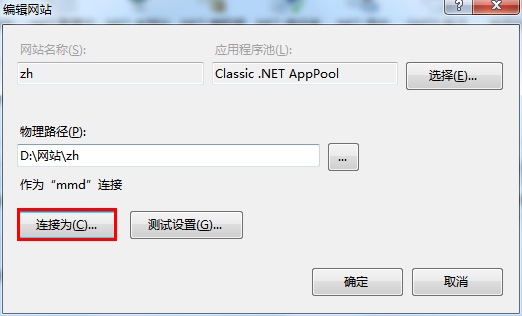 编辑网站
网站名称(S):
应用程序池(L):
zh
Classic .NET AppPool
选择(E)...
物理路径(P):
D:\网站\zh
...
作为“mmd”连接
连接为(C)...
测试设置(G)...
确定
取消